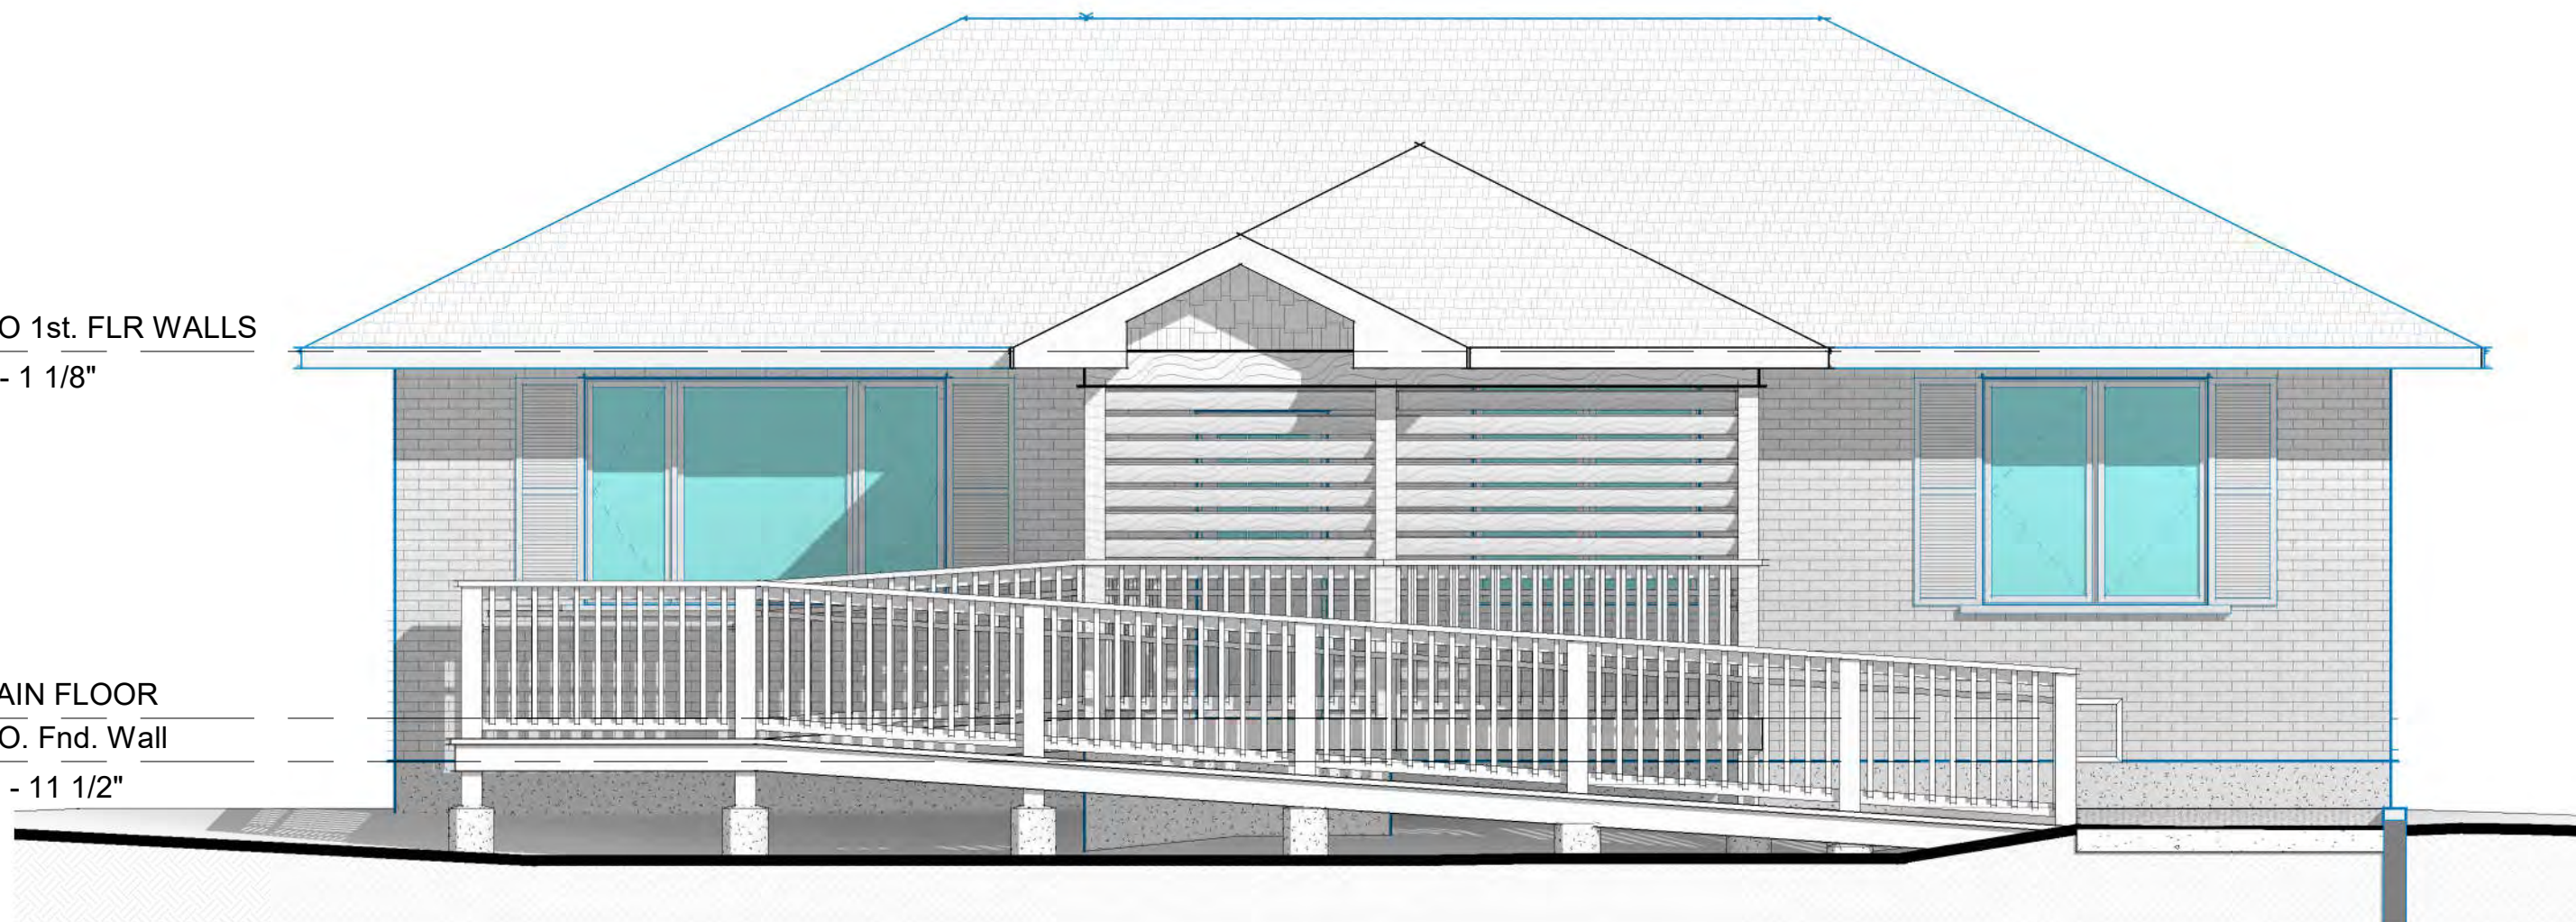 O 1st. FLR WALLS
- 1 1/8"
AIN FLOOR
O. Fnd. Wall
- 11 1/2"